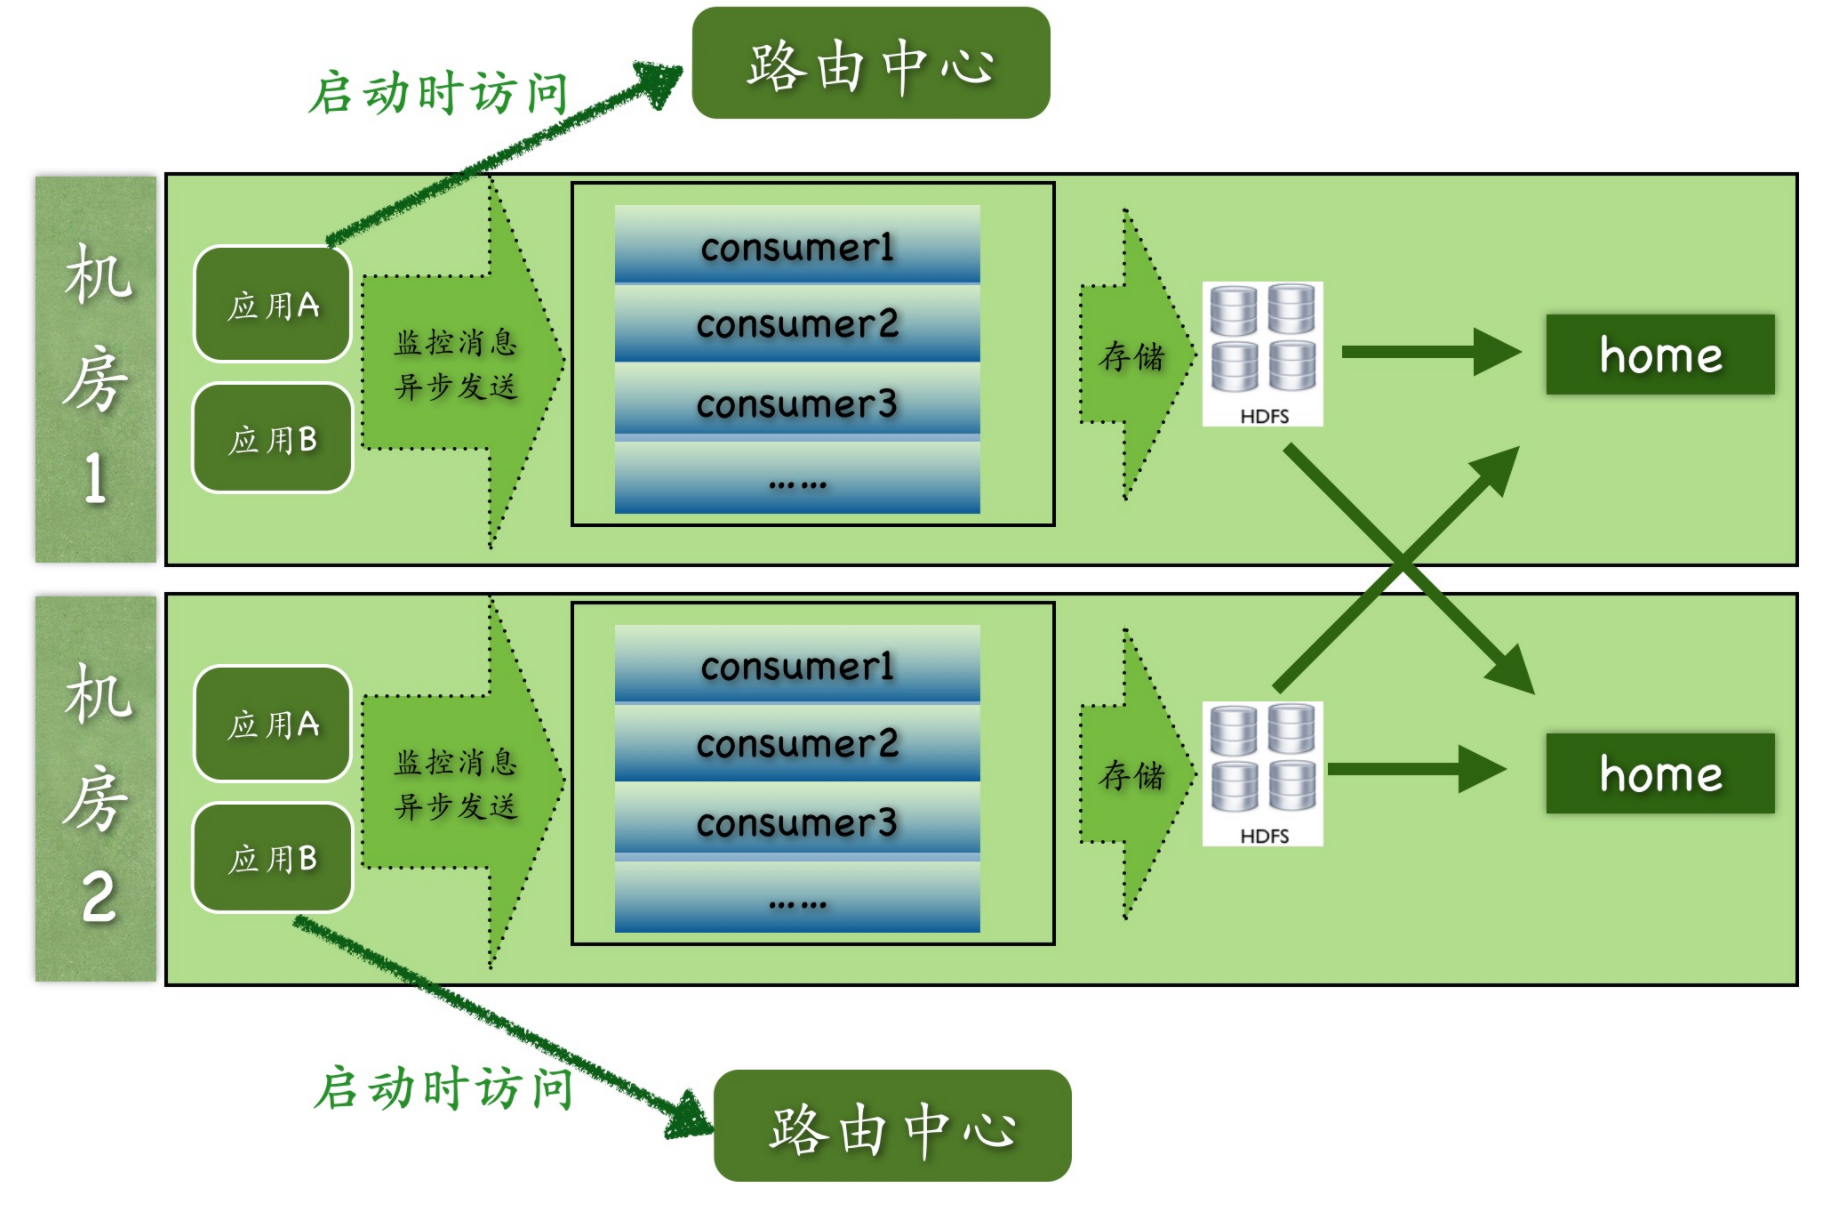 路由中心
启动时访问
机
房
1
应用A
应用B
监控消息
异步发送
consumer1
consumer2
consumer3
……
存储
HDFS
home
机
房
2
应用A
应用B
监控消息
异步发送
consumer1
consumer2
consumer3
……
存储
HDFS
home
启动时访问
路由中心